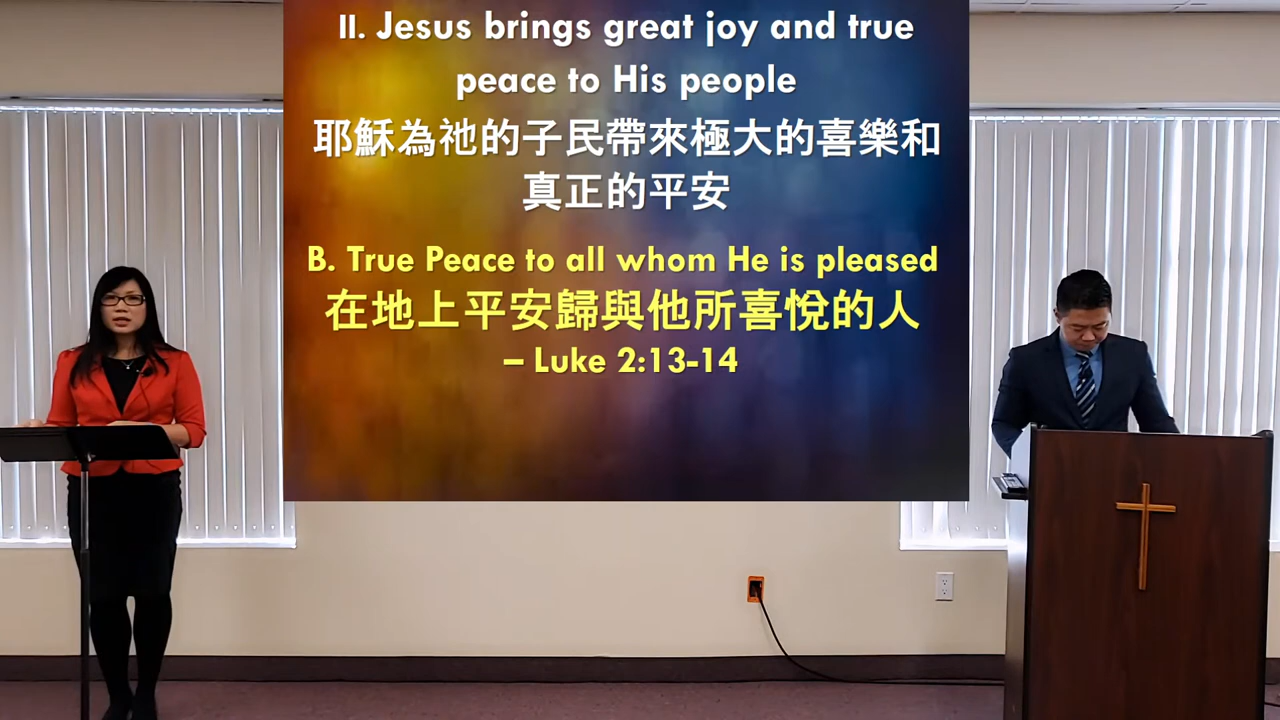 II. Jesus brings great joy and true
peace to His people
耶穌為祂的子民帶來極大的喜樂和
真正的平安
B. True Peace to all whom He is pleased
在地上平安歸與他所喜悅的人
– Luke 2:13-14